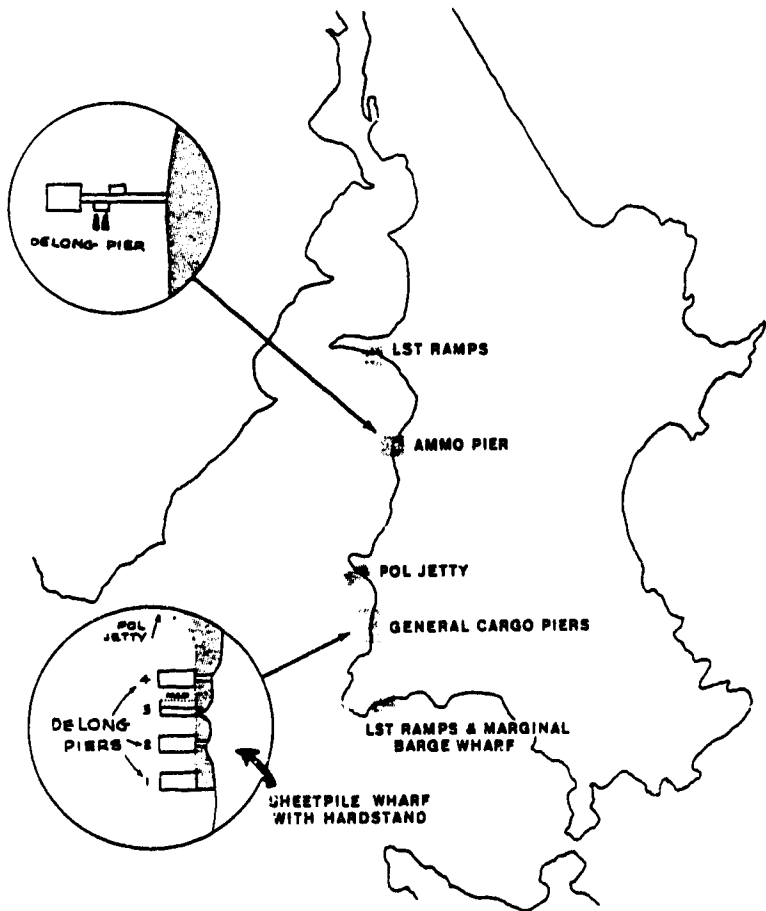 DELONG PIER
LST RAMPS
AMMO PIER
POL JETTY
GENERAL CARGO PIERS
POL
JETTY
4
3
DELONG
PIERS
2
1
LST RAMPS & MARGINAL
BARGE WHARF
SHEETPILE WHARF
WITH HARDSTAND